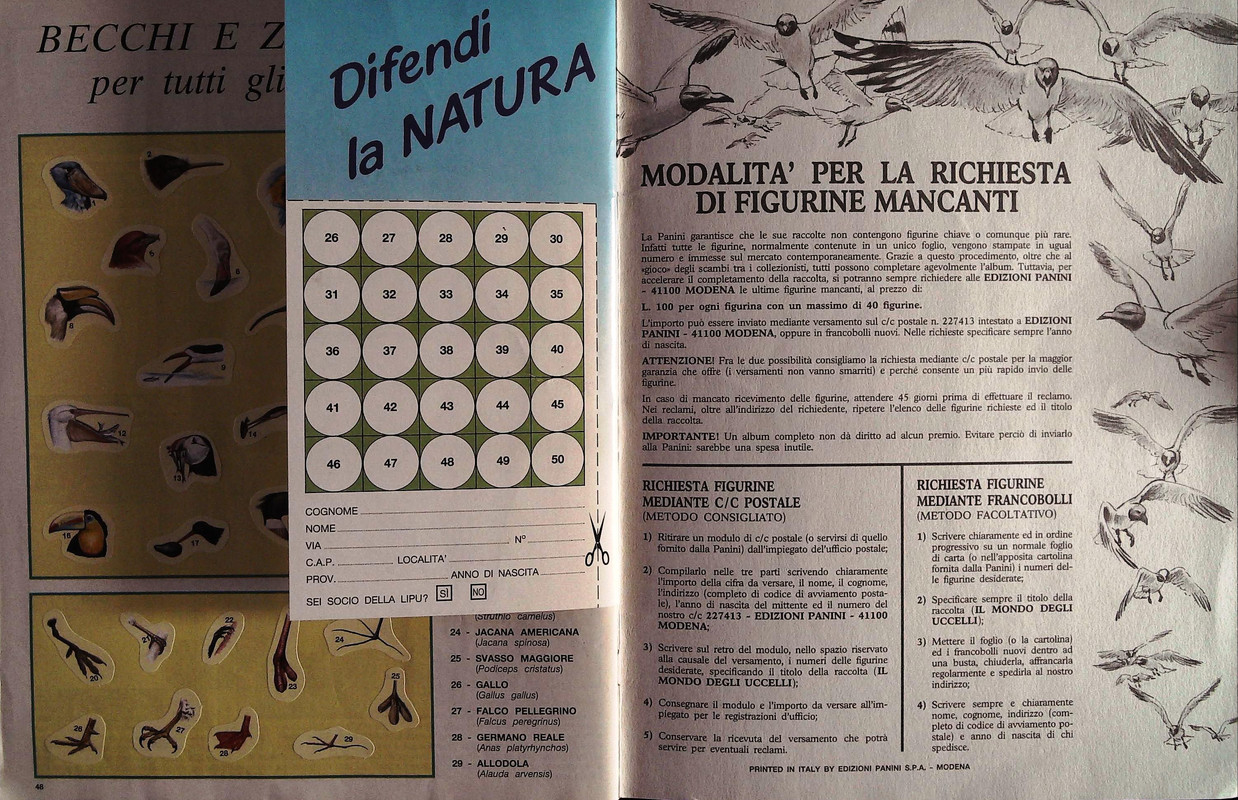 BECCHI E Z
per tutti gli
2
8
9
12
14
13
16
17
20
21
22
23
24
25
26
27
28
29
48
Difendi
la NATURA
26 27 28 29 30
31 32 33 34 35
36 37 38 39 40
41 42 43 44 45
46 47 48 49 50
COGNOME
NOME
VIA Nº
C.A.P. LOCALITA'
PROV. ANNO DI NASCITA
SEI SOCIO DELLA LIPU? SÌ NO
(Struthio camelus)
24 - JACANA AMERICANA
(Jacana spinosa)
25 - SVASSO MAGGIORE
(Podiceps cristatus)
26 - GALLO
(Gallus gallus)
27 - FALCO PELLEGRINO
(Falcus peregrinus)
28 - GERMANO REALE
(Anas platyrhynchos)
29 - ALLODOLA
(Alauda arvensis)
MODALITA' PER LA RICHIESTA
DI FIGURINE MANCANTI
La Panini garantisce che le sue raccolte non contengono figurine chiave o comunque più rare.
Infatti tutte le figurine, normalmente contenute in un unico foglio, vengono stampate in ugual
numero e immesse sul mercato contemporaneamente. Grazie a questo procedimento, oltre che al
«gioco» degli scambi tra i collezionisti, tutti possono completare agevolmente l'album. Tuttavia, per
accelerare il completamento della raccolta, si potranno sempre richiedere alle EDIZIONI PANINI
- 41100 MODENA le ultime figurine mancanti, al prezzo di:
L. 100 per ogni figurina con un massimo di 40 figurine.
L'importo può essere inviato mediante versamento sul c/c postale n. 227413 intestato a EDIZIONI
PANINI - 41100 MODENA, oppure in francobolli nuovi. Nelle richieste specificare sempre l'anno
di nascita.
ATTENZIONE! Fra le due possibilità consigliamo la richiesta mediante c/c postale per la maggior
garanzia che offre (i versamenti non vanno smarriti) e perché consente un più rapido invio delle
figurine.
In caso di mancato ricevimento delle figurine, attendere 45 giorni prima di effettuare il reclamo.
Nei reclami, oltre all'indirizzo del richiedente, ripetere l'elenco delle figurine richieste ed il titolo
della raccolta.
IMPORTANTE! Un album completo non dà diritto ad alcun premio. Evitare perciò di inviarlo
alla Panini: sarebbe una spesa inutile.
RICHIESTA FIGURINE
MEDIANTE C/C POSTALE
(METODO CONSIGLIATO)
1) Ritirare un modulo di c/c postale (o servirsi di quello
fornito dalla Panini) dall'impiegato dell'ufficio postale;
2) Compilarlo nelle tre parti scrivendo chiaramente
l'importo della cifra da versare, il nome, il cognome,
l'indirizzo (completo di codice di avviamento posta-
le), l'anno di nascita del mittente ed il numero del
nostro c/c 227413 - EDIZIONI PANINI - 41100
MODENA;
3) Scrivere sul retro del modulo, nello spazio riservato
alla causale del versamento, i numeri delle figurine
desiderate, specificando il titolo della raccolta (IL
MONDO DEGLI UCCELLI);
4) Consegnare il modulo e l'importo da versare all'im-
piegato per le registrazioni d'ufficio;
5) Conservare la ricevuta del versamento che potrà
servire per eventuali reclami.
RICHIESTA FIGURINE
MEDIANTE FRANCOBOLLI
(METODO FACOLTATIVO)
1) Scrivere chiaramente ed in ordine
progressivo su un normale foglio
di carta (o nell'apposita cartolina
fornita dalla Panini) i numeri del-
le figurine desiderate;
2) Specificare sempre il titolo della
raccolta (IL MONDO DEGLI
UCCELLI);
3) Mettere il foglio (o la cartolina)
ed i francobolli nuovi dentro ad
una busta, chiuderla, affrancarla
regolarmente e spedirla al nostro
indirizzo;
4) Scrivere sempre e chiaramente
nome, cognome, indirizzo (com-
pleto di codice di avviamento po-
stale) e anno di nascita di chi
spedisce.
PRINTED IN ITALY BY EDIZIONI PANINI S.P.A. - MODENA